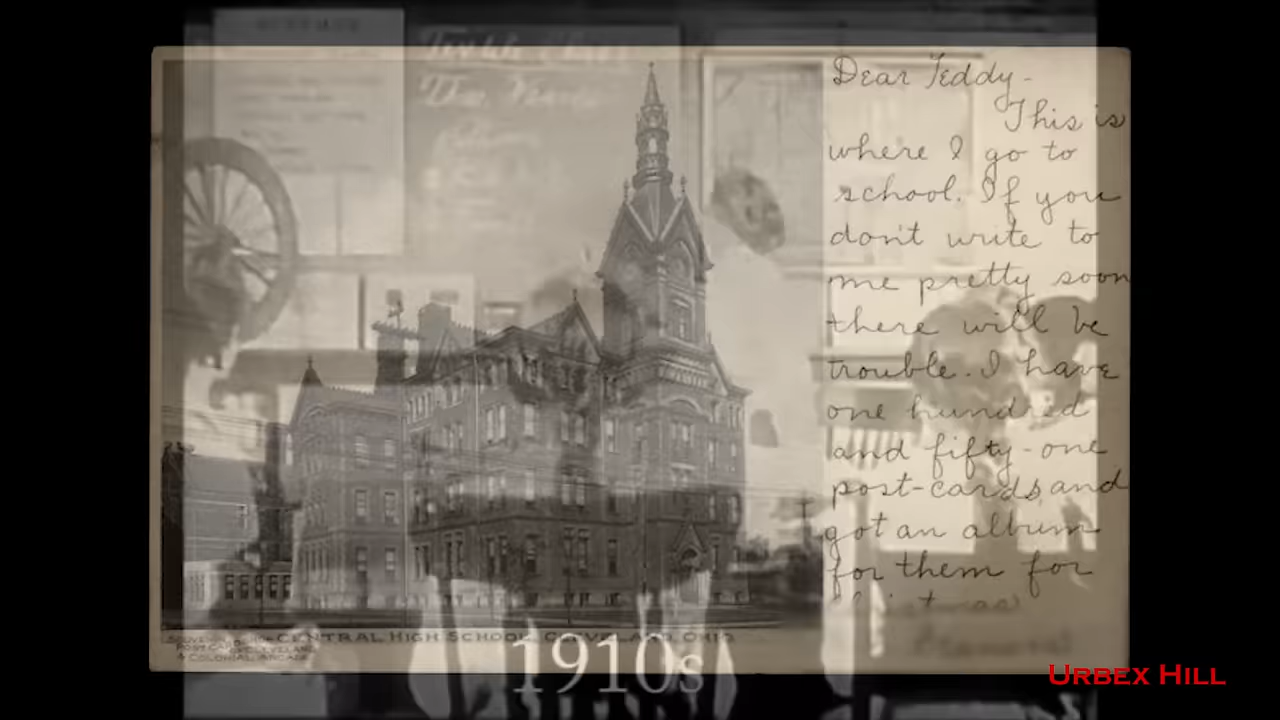 Dear Teddy-
This is
where I go to
school. If you
don't write to
me pretty soon
there will be
trouble. I have
one hundred
and fifty-one
post-cards and
got an album
for them for
CENTRAL HIGH SCHOOL, CLEVELAND, OHIO
& COLONIAL ARCADE
1910s
URBEX HILL